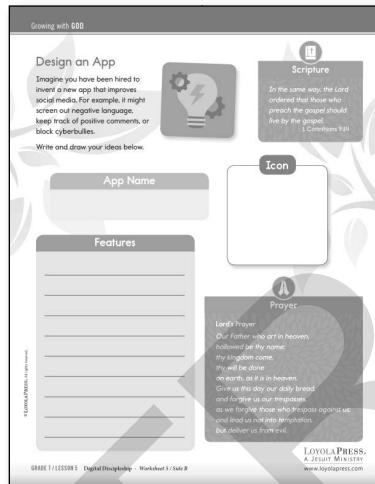 Growing with GOD
Design an App
Imagine you have been hired to
invent a new app that improves
social media. For example, it might
screen out negative language,
keep track of positive comments, or
block cyberbullies.
Write and draw your ideas below.
Scripture
In the same way, the Lord
ordered that those who
preach the gospel should
live by the gospel.
1 Corinthians 9:14
App Name
Icon
Features
Prayer
Lord's Prayer
Our Father who art in heaven,
hallowed be thy name;
thy kingdom come,
thy will be done
on earth, as it is in heaven.
Give us this day our daily bread,
and forgive us our trespasses,
as we forgive those who trespass against us;
and lead us not into temptation,
but deliver us from evil.
© LOYOLAPRESS. All rights reserved.
GRADE 7 / LESSON 5 Digital Discipleship • Worksheet 5 / Side B
LOYOLAPRESS.
A JESUIT MINISTRY
www.loyolapress.com